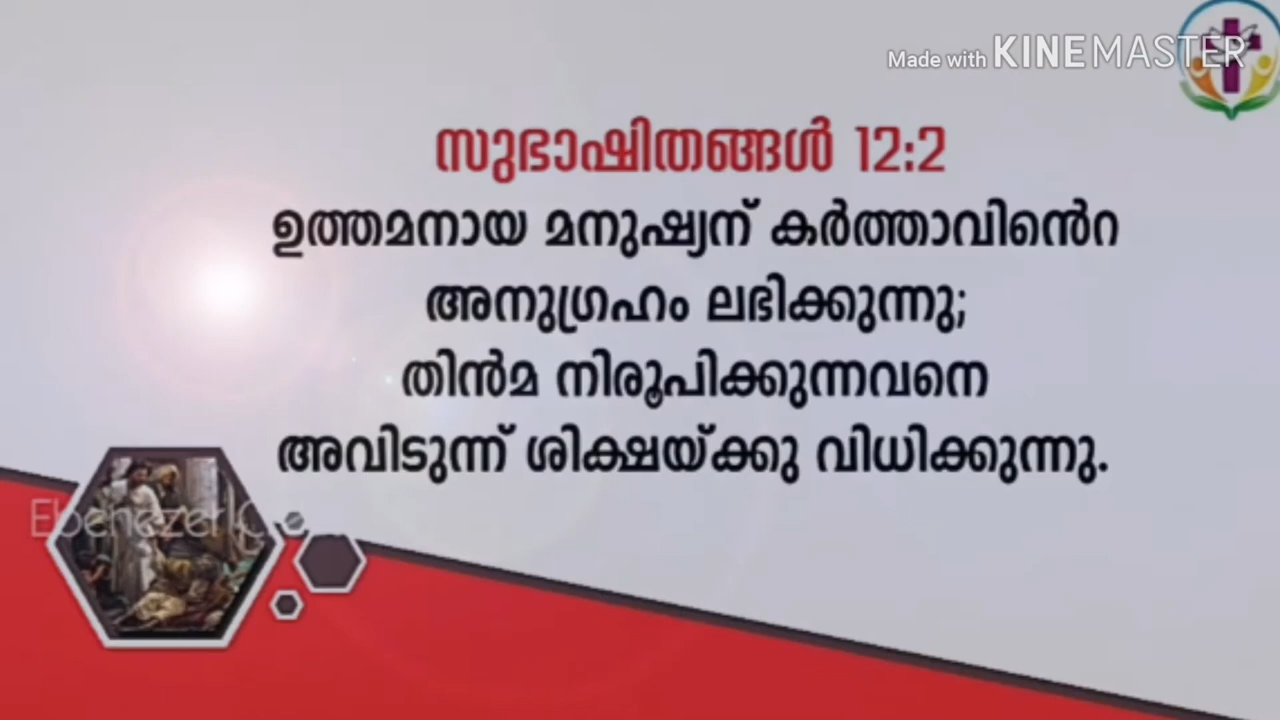 Made with KINEMASTER
സുഭാഷിതങ്ങൾ 12:2
ഉത്തമനായ മനുഷ്യന് കർത്താവിൻെറ
അനുഗ്രഹം ലഭിക്കുന്നു;
തിൻമ നിരൂപിക്കുന്നവനെ
അവിടുന്ന് ശിക്ഷയ്ക്കു വിധിക്കുന്നു.
Ebenezer